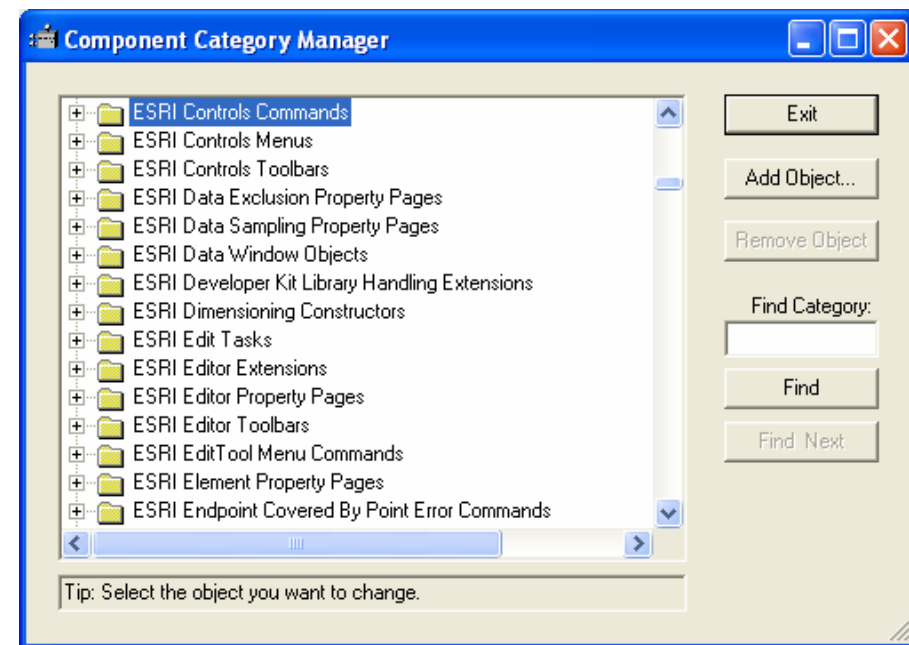 Component Category Manager
ESRI Controls Commands
ESRI Controls Menus
ESRI Controls Toolbars
ESRI Data Exclusion Property Pages
ESRI Data Sampling Property Pages
ESRI Data Window Objects
ESRI Developer Kit Library Handling Extensions
ESRI Dimensioning Constructors
ESRI Edit Tasks
ESRI Editor Extensions
ESRI Editor Property Pages
ESRI Editor Toolbars
ESRI EditTool Menu Commands
ESRI Element Property Pages
ESRI Endpoint Covered By Point Error Commands
Exit
Add Object...
Remove Object
Find Category:
Find
Find Next
Tip: Select the object you want to change.